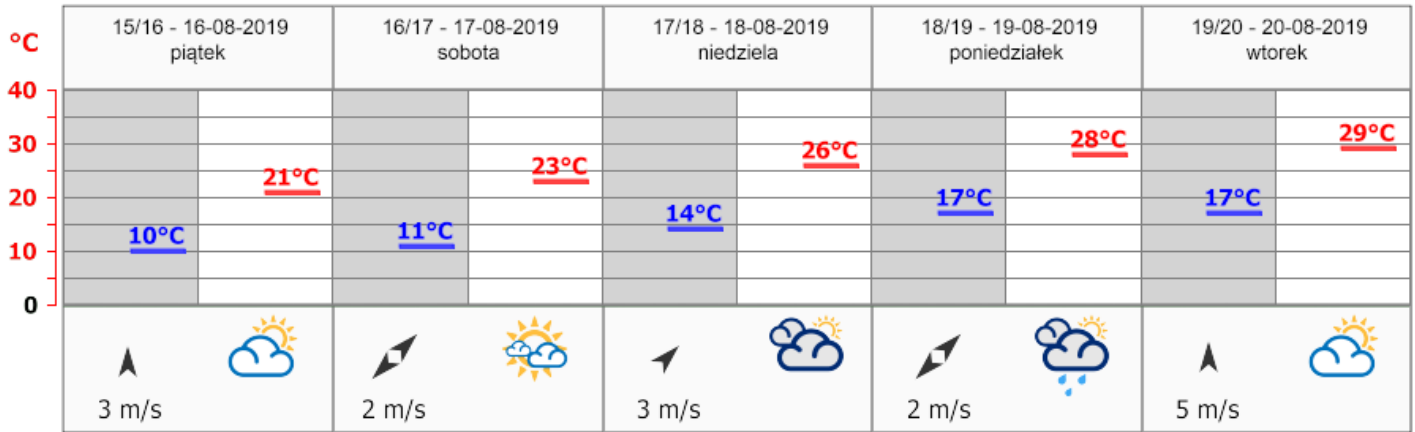 °C
15/16 - 16-08-2019
piątek
16/17 - 17-08-2019
sobota
17/18 - 18-08-2019
niedziela
18/19 - 19-08-2019
poniedziałek
19/20 - 20-08-2019
wtorek
40
30
20
10
0
10°C
21°C
11°C
23°C
14°C
26°C
17°C
28°C
17°C
29°C
3 m/s
2 m/s
3 m/s
2 m/s
5 m/s